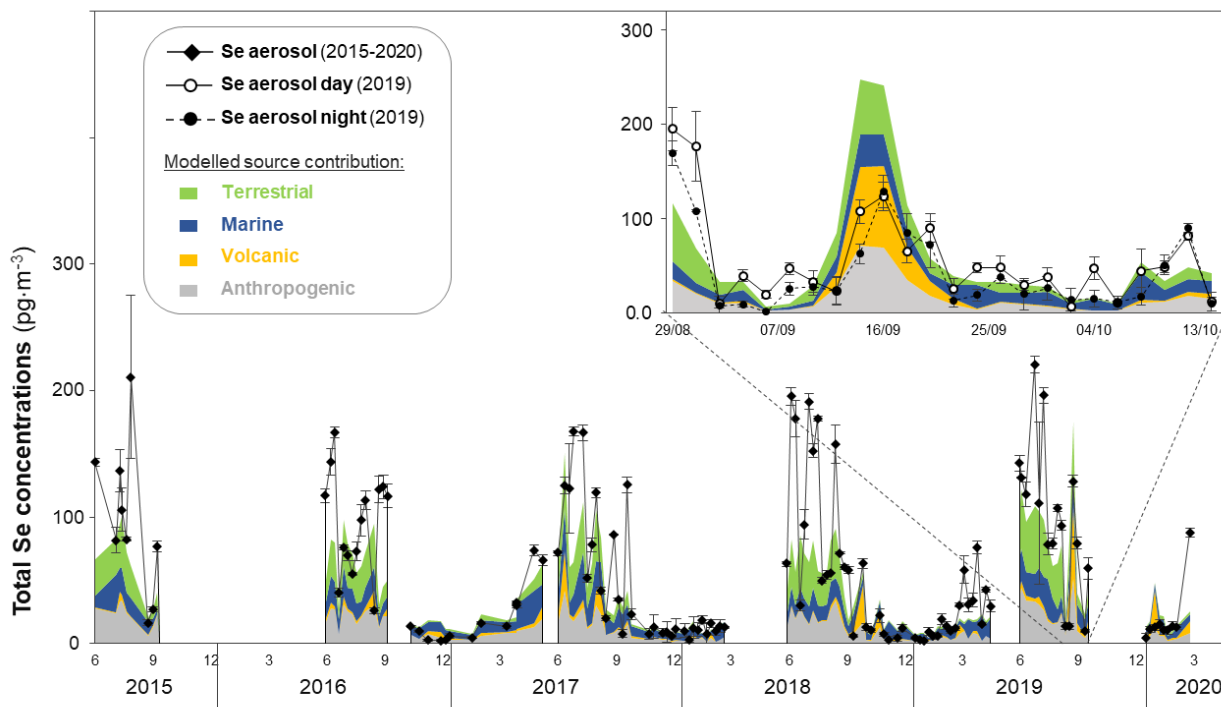 Se aerosol (2015-2020)
Se aerosol day (2019)
Se aerosol night (2019)
Modelled source contribution:
Terrestrial
Marine
Volcanic
Anthropogenic
Total Se concentrations (pg·m⁻³)
300
200
100
0
300
200
100
0.0
29/08 07/09 16/09 25/09 04/10 13/10
6 9 12 3 6 9 12 3 6 9 12 3 6 9 12 3 6 9 12 3
2015 2016 2017 2018 2019 2020